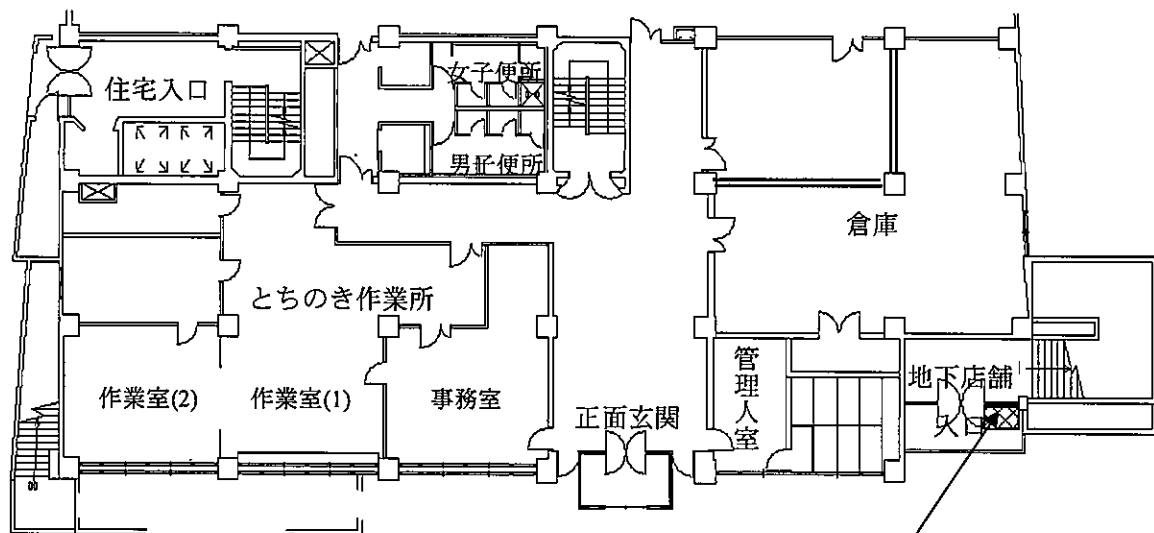 女子便所
住宅入口
男子便所
倉庫
とちのき作業所
作業室(2)
作業室(1)
事務室
正面玄関
管理人室
地下店舗
入口